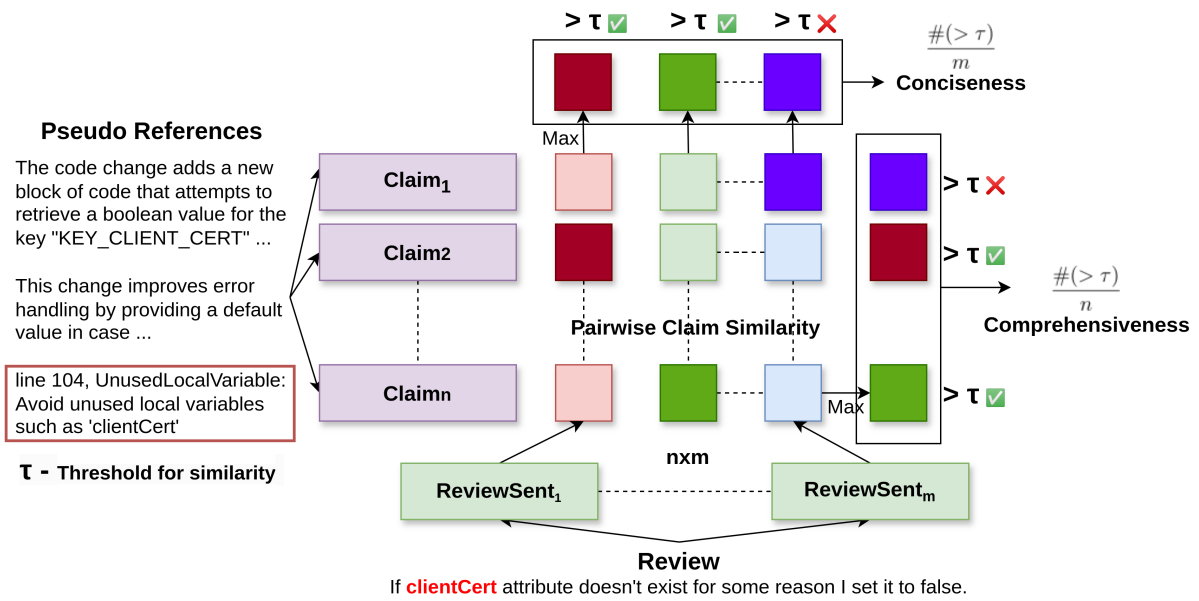 > τ ✅ > τ ✅ > τ ❌
#(> τ)
m
Conciseness
Max
Pseudo References
The code change adds a new
block of code that attempts to
retrieve a boolean value for the
key "KEY_CLIENT_CERT" ...
This change improves error
handling by providing a default
value in case ...
line 104, UnusedLocalVariable:
Avoid unused local variables
such as 'clientCert'
τ - Threshold for similarity
Claim1
Claim2
Claimn
Pairwise Claim Similarity
> τ ❌
> τ ✅
> τ ✅
Max
#(> τ)
n
Comprehensiveness
nxm
ReviewSent1
ReviewSentm
Review
If clientCert attribute doesn't exist for some reason I set it to false.